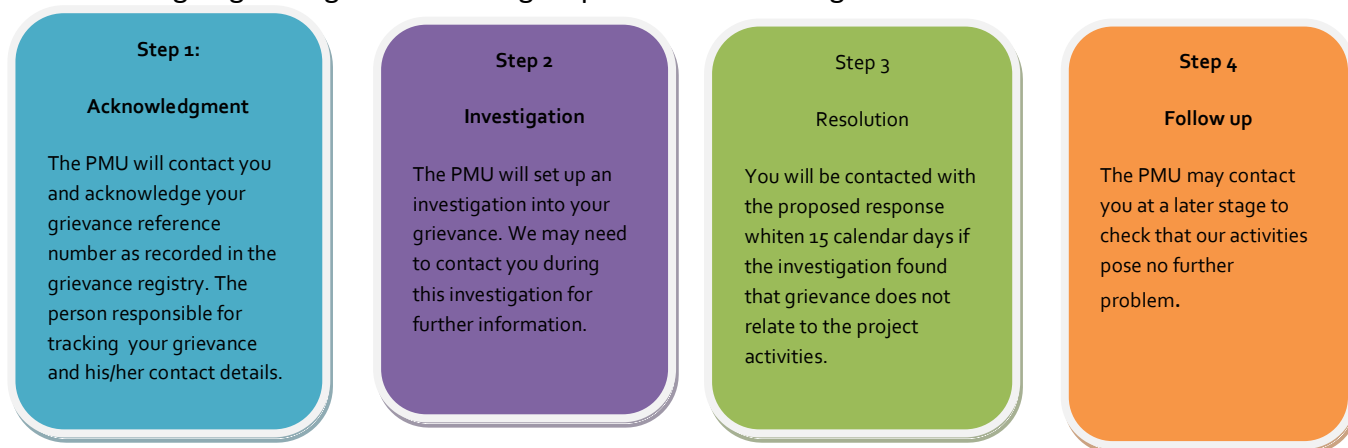 Step 1:
Acknowledgment
The PMU will contact you
and acknowledge your
grievance reference
number as recorded in the
grievance registry. The
person responsible for
tracking your grievance
and his/her contact details.
Step 2
Investigation
The PMU will set up an
investigation into your
grievance. We may need
to contact you during
this investigation for
further information.
Step 3
Resolution
You will be contacted with
the proposed response
whiten 15 calendar days if
the investigation found
that grievance does not
relate to the project
activities.
Step 4
Follow up
The PMU may contact
you at a later stage to
check that our activities
pose no further
problem.